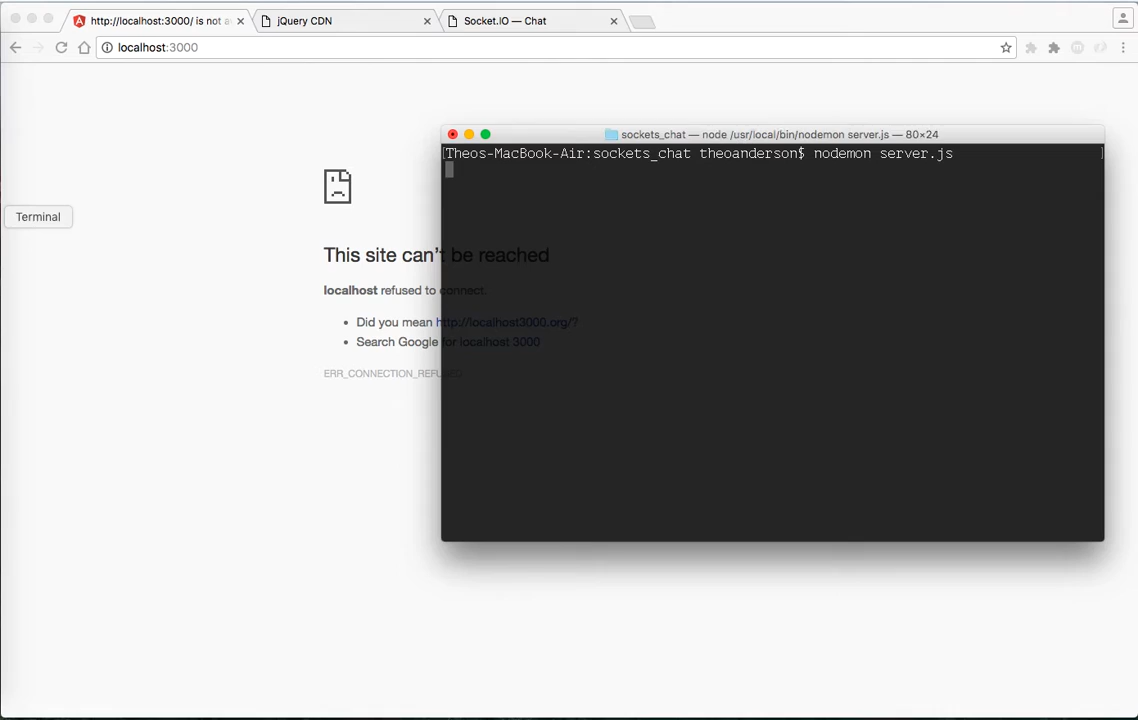 http://localhost:3000/ is not a
jQuery CDN
Socket.IO — Chat
localhost:3000
sockets_chat — node /usr/local/bin/nodemon server.js — 80×24
[Theos-MacBook-Air:sockets_chat theoanderson$ nodemon server.js ]
Terminal
This site can't be reached
localhost refused to connect.
Did you mean http://localhost3000.org/?
Search Google for localhost 3000
ERR_CONNECTION_REFUSED